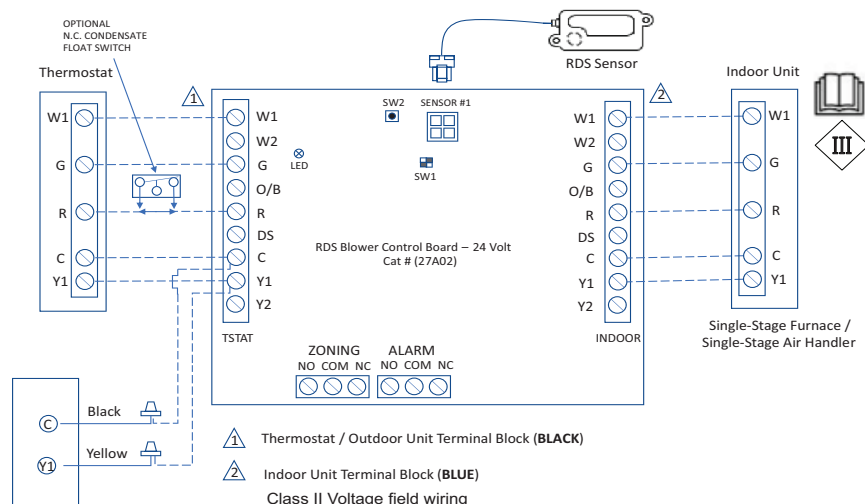 OPTIONAL
N.C. CONDENSATE
FLOAT SWITCH
Thermostat
RDS Sensor
Indoor Unit
1
2
III
W1
G
R
C
Y1
W1
W2
G
O/B
R
DS
C
Y1
Y2
TSTAT
LED
SW2
SENSOR #1
SW1
RDS Blower Control Board – 24 Volt
Cat # (27A02)
ZONING
NO COM NC
ALARM
NO COM NC
W1
W2
G
O/B
R
DS
C
Y1
Y2
INDOOR
W1
G
R
C
Y1
Single-Stage Furnace /
Single-Stage Air Handler
C
Black
Y1
Yellow
1 Thermostat / Outdoor Unit Terminal Block (BLACK)
2 Indoor Unit Terminal Block (BLUE)
Class II Voltage field wiring